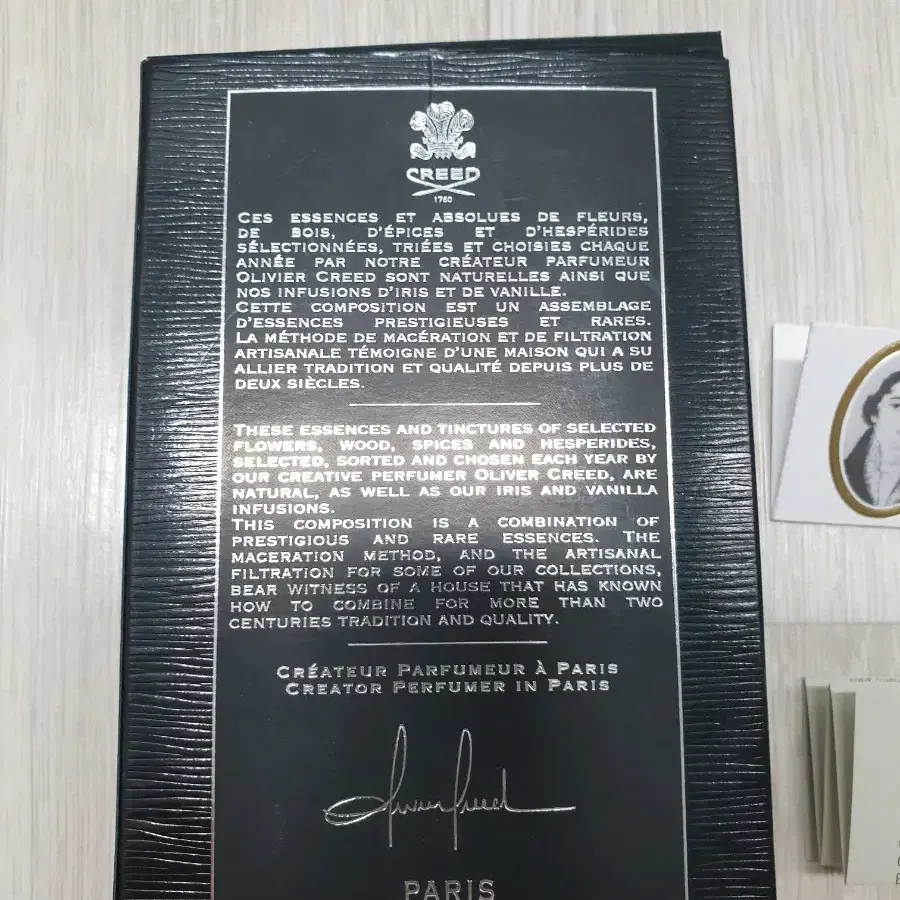 CREED
1760
CES ESSENCES ET ABSOLUES DE FLEURS,
DE BOIS, D'ÉPICES ET D'HESPÉRIDES
SÉLECTIONNÉES, TRIÉES ET CHOISIES CHAQUE
ANNÉE PAR NOTRE CRÉATEUR PARFUMEUR
OLIVIER CREED SONT NATURELLES AINSI QUE
NOS INFUSIONS D'IRIS ET DE VANILLE.
CETTE COMPOSITION EST UN ASSEMBLAGE
D'ESSENCES PRESTIGIEUSES ET RARES.
LA MÉTHODE DE MACÉRATION ET DE FILTRATION
ARTISANALE TÉMOIGNE D'UNE MAISON QUI A SU
ALLIER TRADITION ET QUALITÉ DEPUIS PLUS DE
DEUX SIÈCLES.
THESE ESSENCES AND TINCTURES OF SELECTED
FLOWERS, WOOD, SPICES AND HESPERIDES,
SELECTED, SORTED AND CHOSEN EACH YEAR BY
OUR CREATIVE PERFUMER OLIVER CREED, ARE
NATURAL, AS WELL AS OUR IRIS AND VANILLA
INFUSIONS.
THIS COMPOSITION IS A COMBINATION OF
PRESTIGIOUS AND RARE ESSENCES. THE
MACERATION METHOD, AND THE ARTISANAL
FILTRATION FOR SOME OF OUR COLLECTIONS,
BEAR WITNESS OF A HOUSE THAT HAS KNOWN
HOW TO COMBINE FOR MORE THAN TWO
CENTURIES TRADITION AND QUALITY.
CRÉATEUR PARFUMEUR À PARIS
CREATOR PERFUMER IN PARIS
Olivier Creed
PARIS